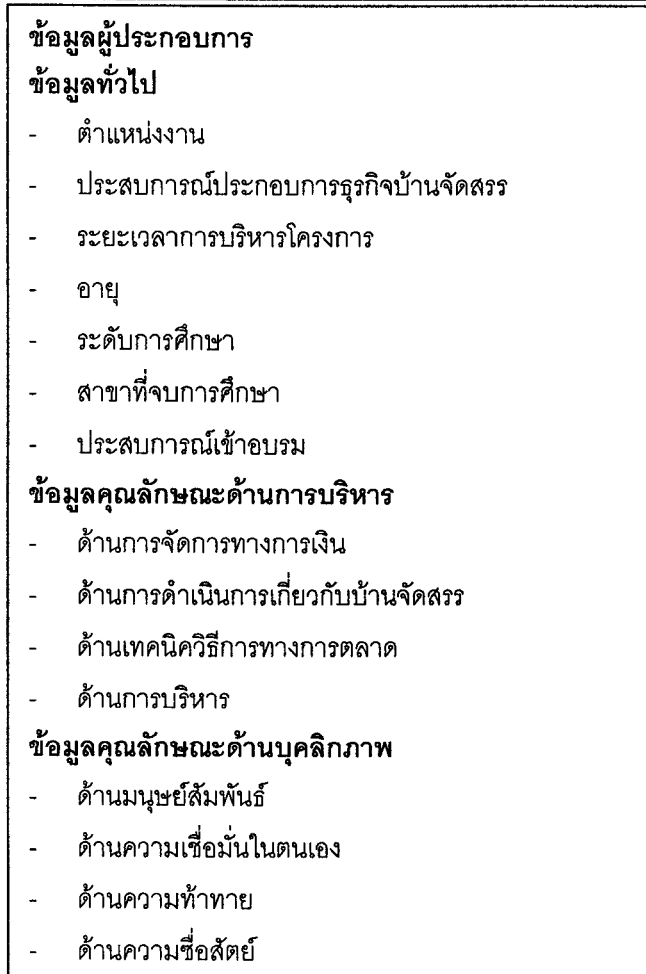 ข้อมูลผู้ประกอบการ
ข้อมูลทั่วไป
- ตำแหน่งงาน
- ประสบการณ์ประกอบการธุรกิจบ้านจัดสรร
- ระยะเวลาการบริหารโครงการ
- อายุ
- ระดับการศึกษา
- สาขาที่จบการศึกษา
- ประสบการณ์เข้าอบรม
ข้อมูลคุณลักษณะด้านการบริหาร
- ด้านการจัดการทางการเงิน
- ด้านการดำเนินการเกี่ยวกับบ้านจัดสรร
- ด้านเทคนิควิธีการทางการตลาด
- ด้านการบริหาร
ข้อมูลคุณลักษณะด้านบุคลิกภาพ
- ด้านมนุษย์สัมพันธ์
- ด้านความเชื่อมั่นในตนเอง
- ด้านความท้าทาย
- ด้านความซื่อสัตย์